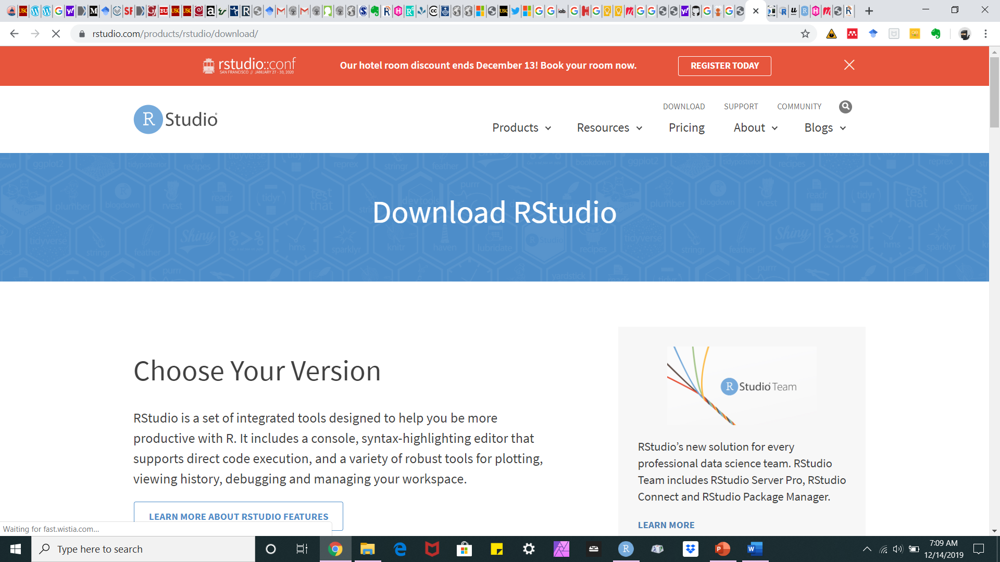 rstudio.com/products/rstudio/download/
rstudio::conf
SAN FRANCISCO // JANUARY 27 - 30, 2020
Our hotel room discount ends December 13! Book your room now.
REGISTER TODAY
DOWNLOAD SUPPORT COMMUNITY
R Studio
Products Resources Pricing About Blogs
Download RStudio
Choose Your Version
RStudio is a set of integrated tools designed to help you be more
productive with R. It includes a console, syntax-highlighting editor that
supports direct code execution, and a variety of robust tools for plotting,
viewing history, debugging and managing your workspace.
LEARN MORE ABOUT RSTUDIO FEATURES
R Studio Team
RStudio’s new solution for every
professional data science team. RStudio
Team includes RStudio Server Pro, RStudio
Connect and RStudio Package Manager.
LEARN MORE
Waiting for fast.wistia.com...
Type here to search
7:09 AM
12/14/2019